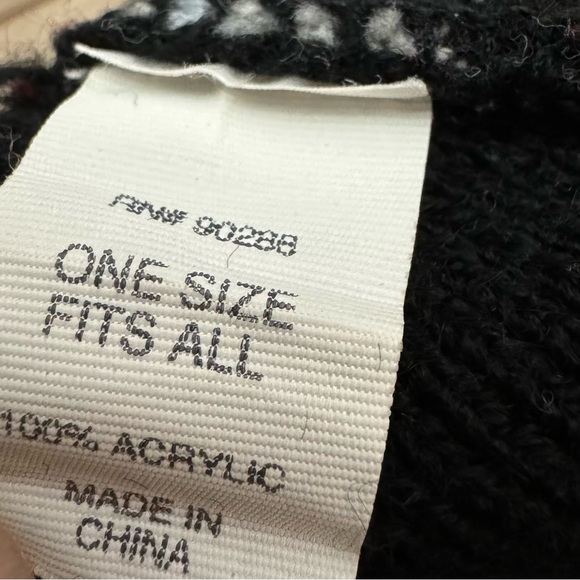 RN# 90288
ONE SIZE
FITS ALL
100% ACRYLIC
MADE IN
CHINA